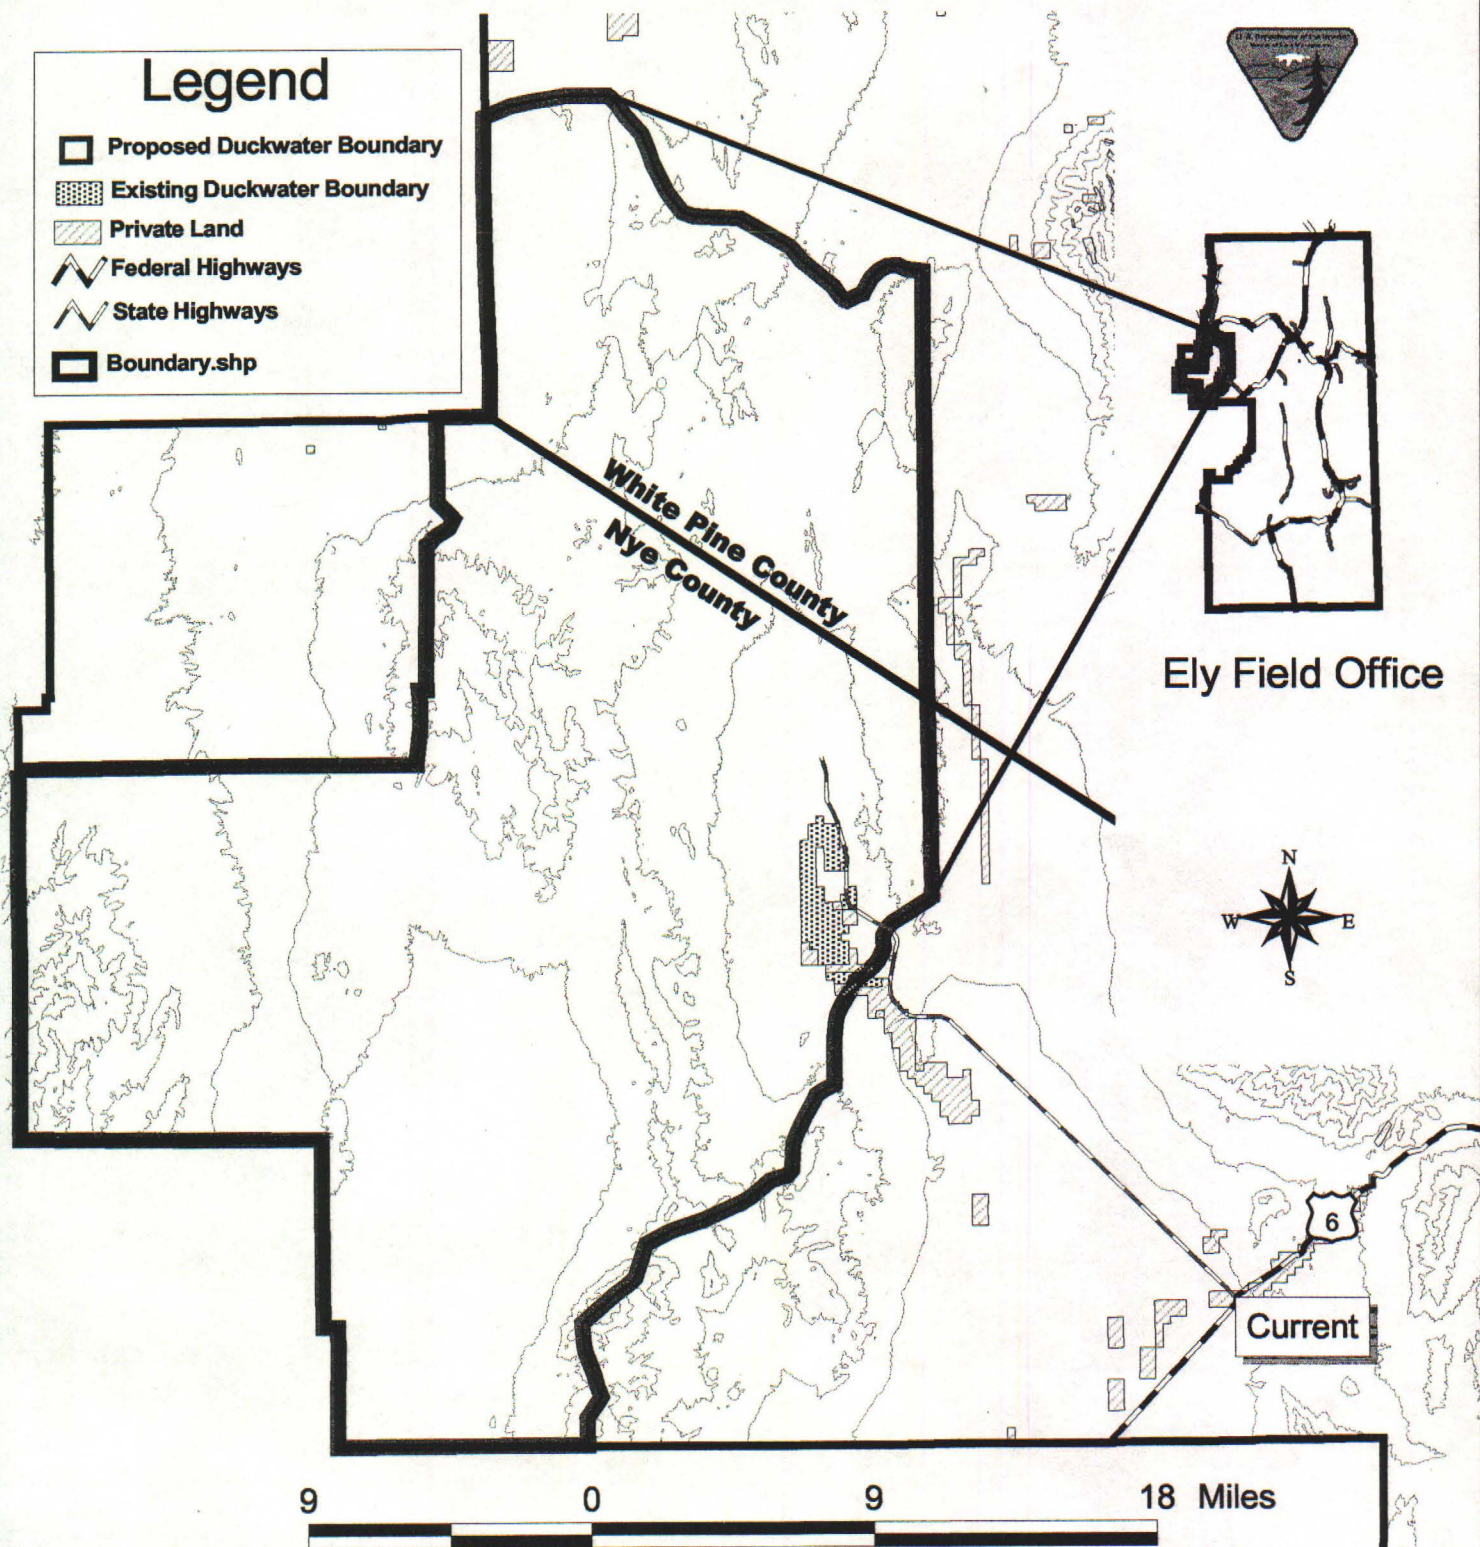 Legend
Proposed Duckwater Boundary
Existing Duckwater Boundary
Private Land
Federal Highways
State Highways
Boundary.shp
White Pine County
Nye County
Ely Field Office
N
W E
S
6
Current
9 0 9 18 Miles